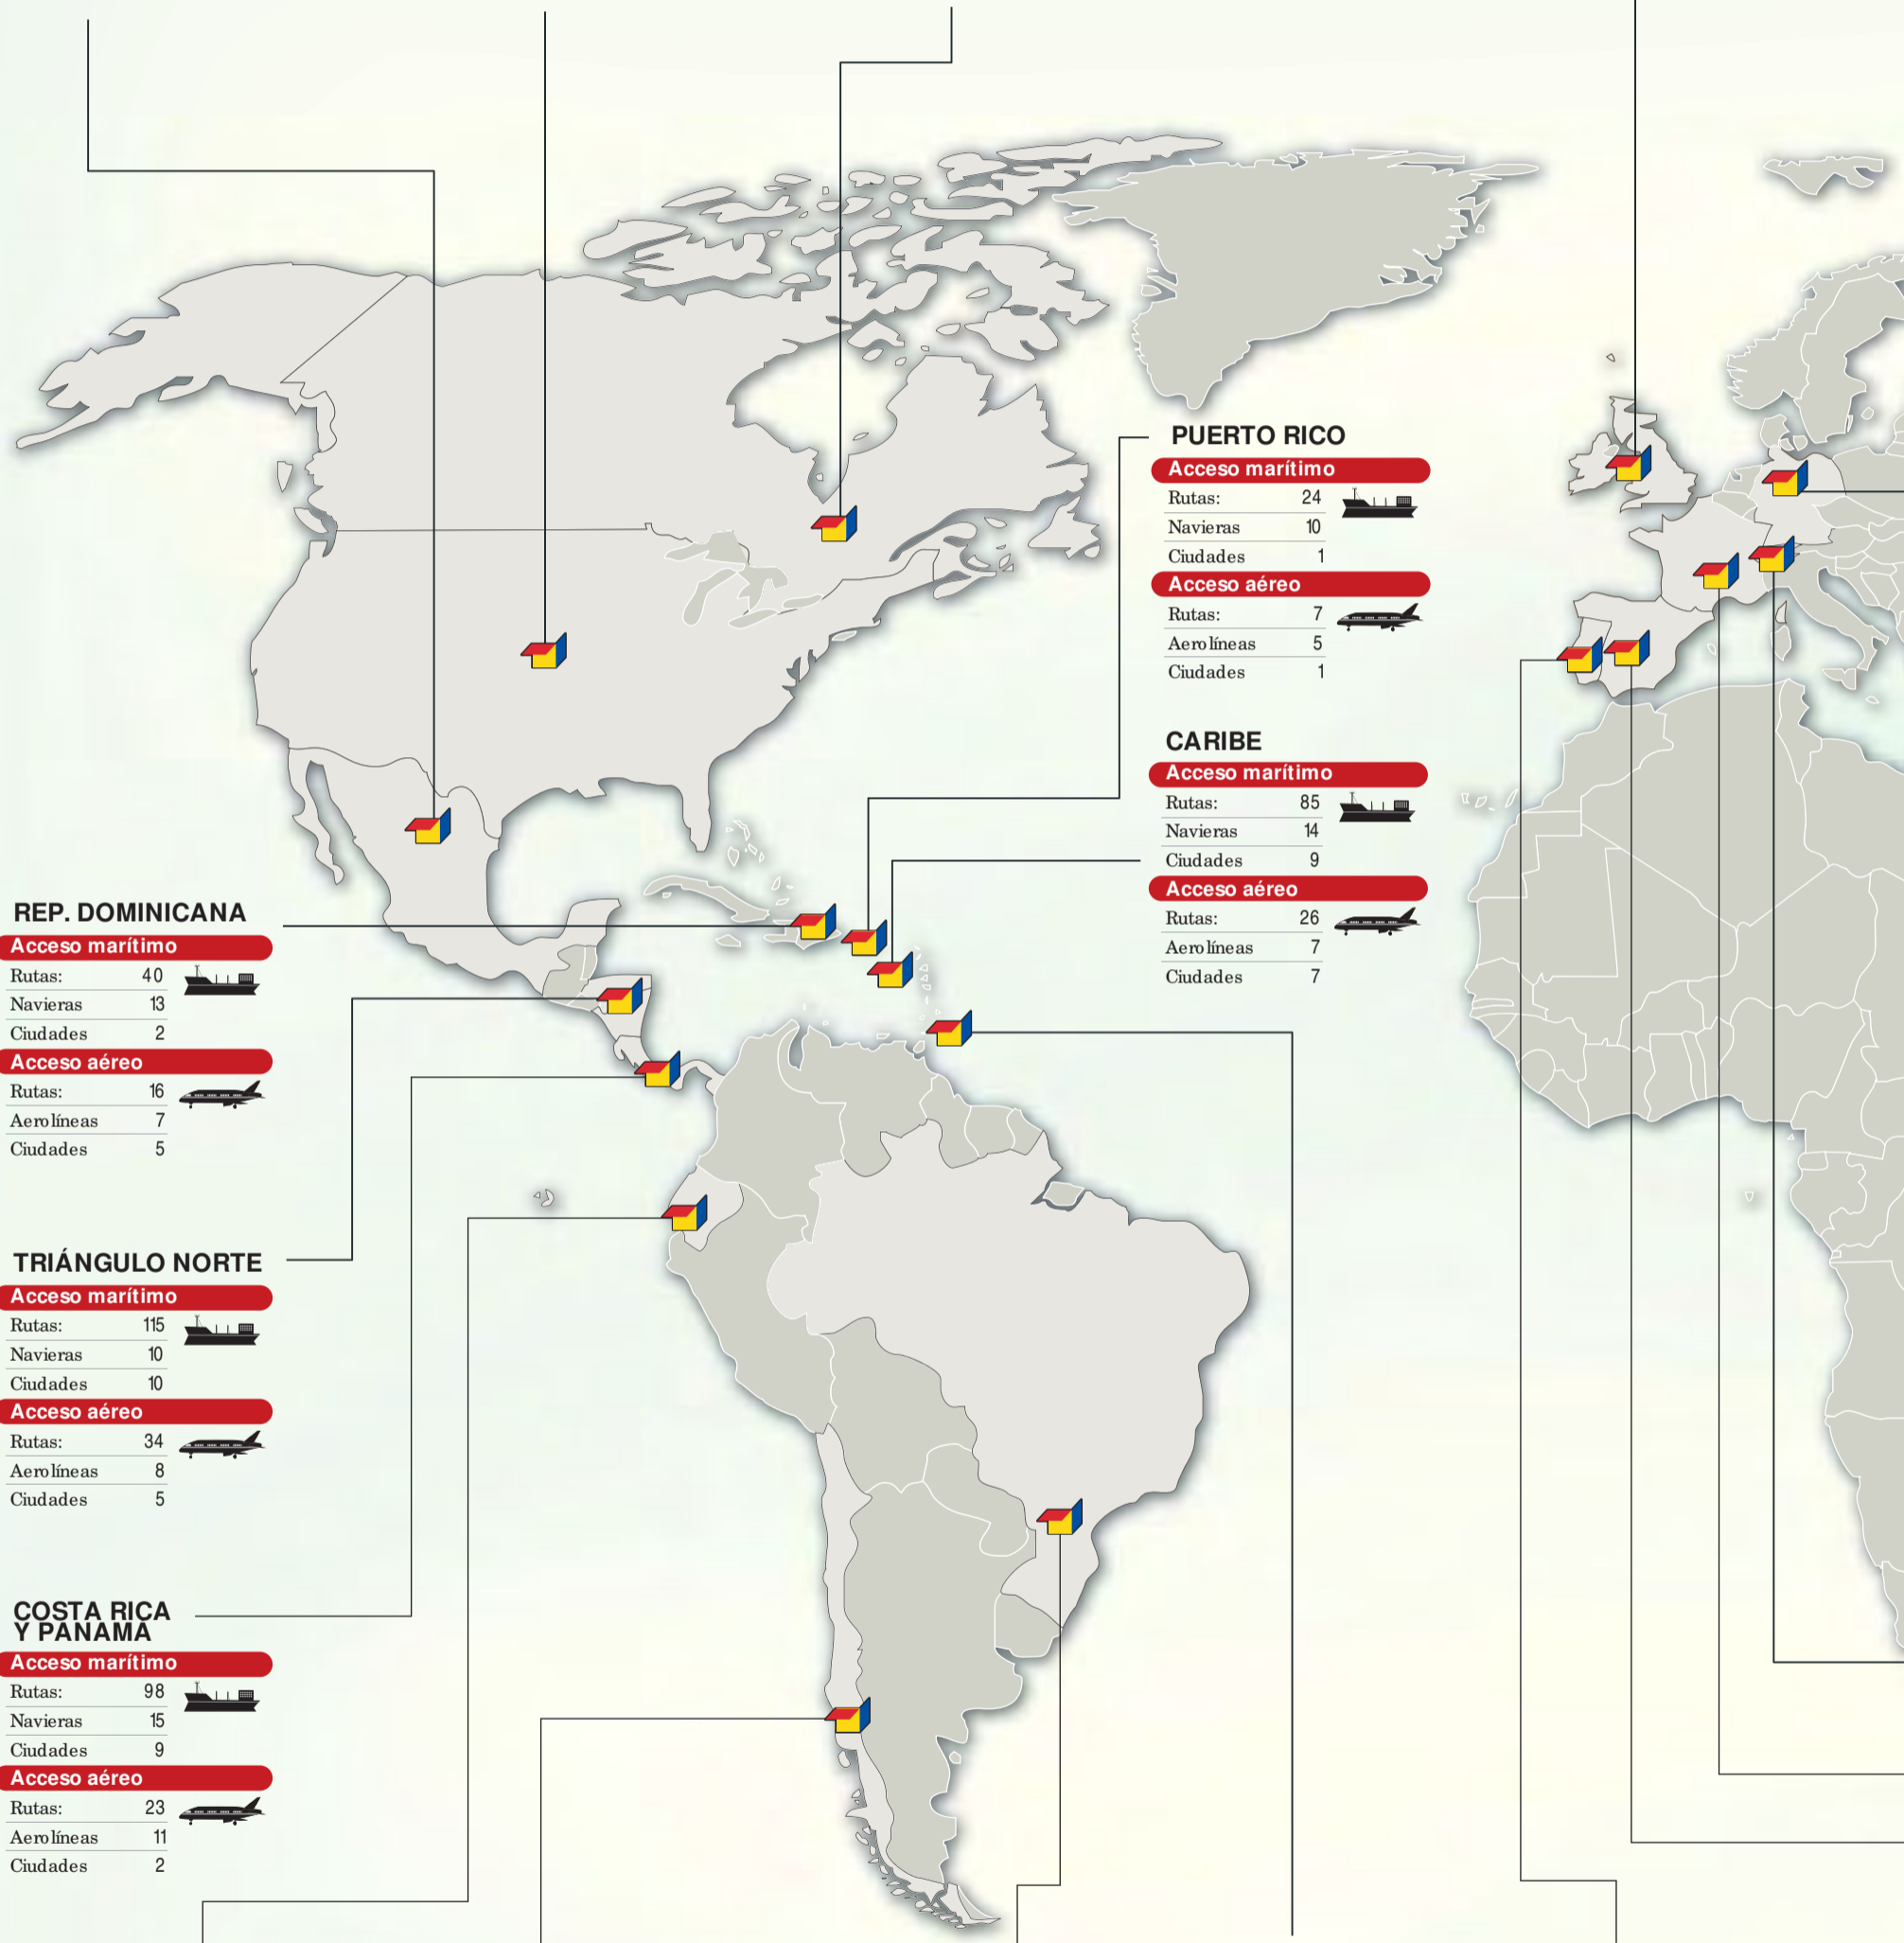 PUERTO RICO
Acceso marítimo
Rutas: 24
Navieras 10
Ciudades 1
Acceso aéreo
Rutas: 7
Aerolíneas 5
Ciudades 1
CARIBE
Acceso marítimo
Rutas: 85
Navieras 14
Ciudades 9
Acceso aéreo
Rutas: 26
Aerolíneas 7
Ciudades 7
REP. DOMINICANA
Acceso marítimo
Rutas: 40
Navieras 13
Ciudades 2
Acceso aéreo
Rutas: 16
Aerolíneas 7
Ciudades 5
TRIÁNGULO NORTE
Acceso marítimo
Rutas: 115
Navieras 10
Ciudades 10
Acceso aéreo
Rutas: 34
Aerolíneas 8
Ciudades 5
COSTA RICA
Y PANAMA
Acceso marítimo
Rutas: 98
Navieras 15
Ciudades 9
Acceso aéreo
Rutas: 23
Aerolíneas 11
Ciudades 2